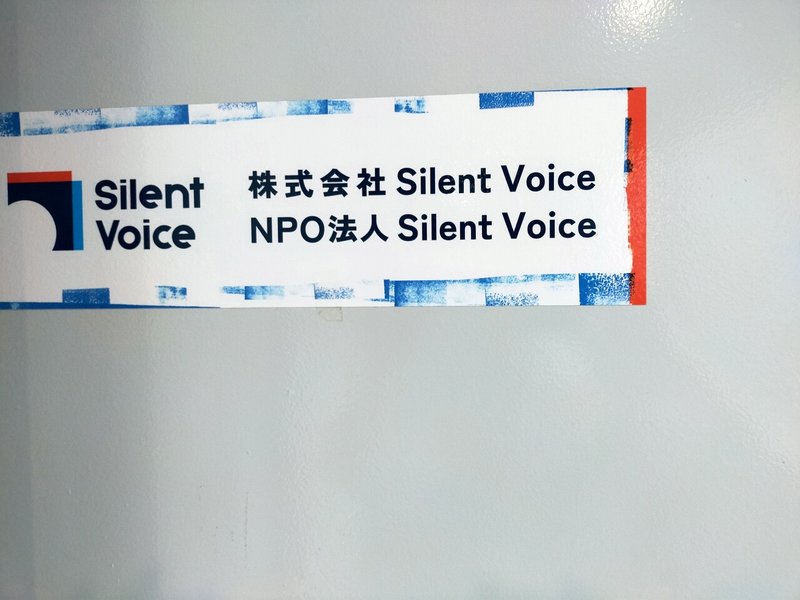 Silent
Voice
株式会社 Silent Voice
NPO法人 Silent Voice